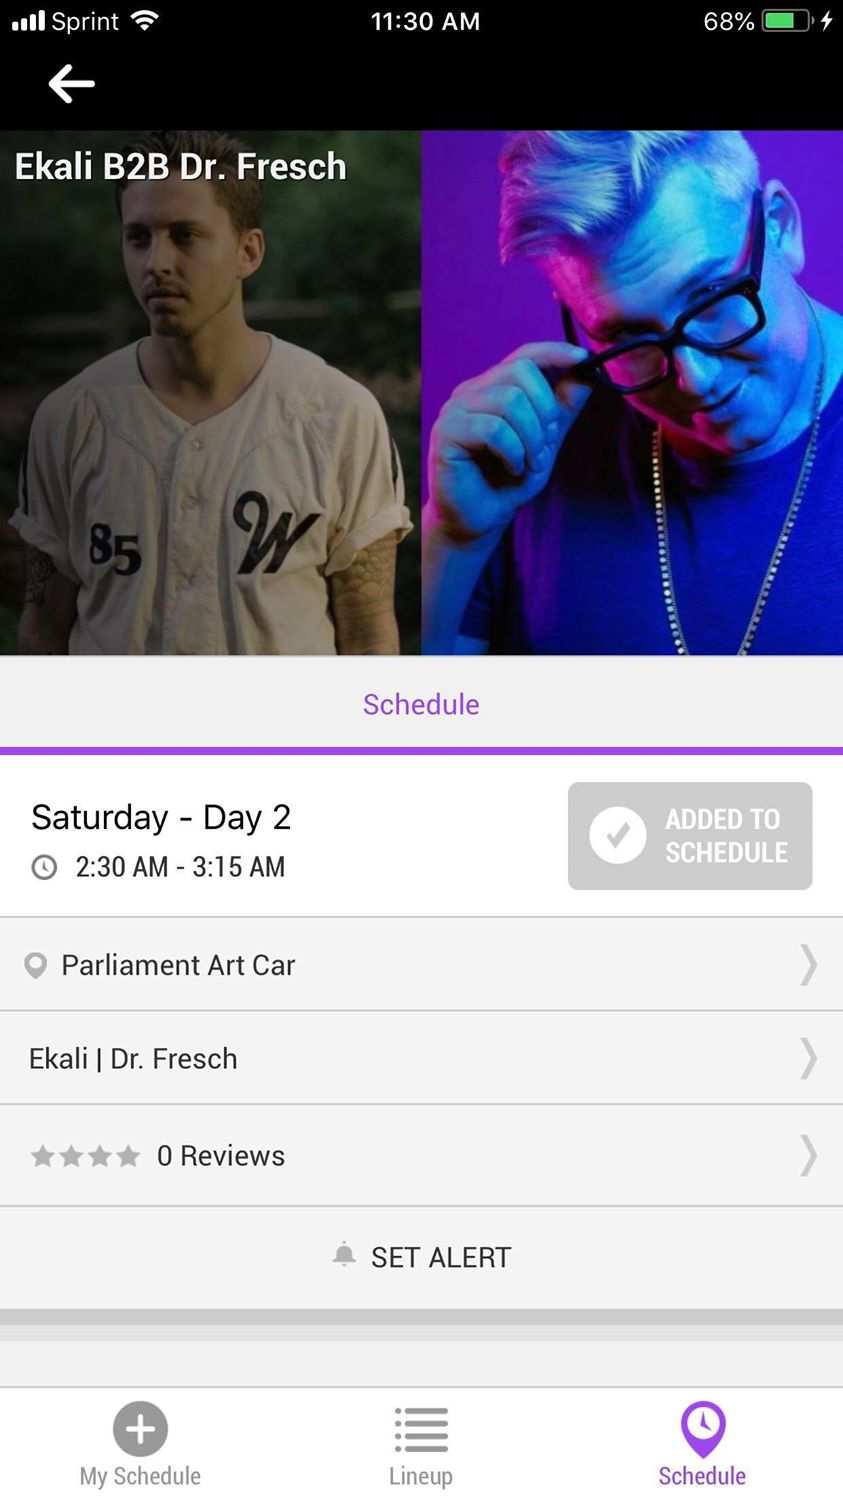 Sprint 11:30 AM 68%
Ekali B2B Dr. Fresch
85 W
Schedule
Saturday - Day 2
2:30 AM - 3:15 AM
ADDED TO
SCHEDULE
Parliament Art Car
Ekali | Dr. Fresch
0 Reviews
SET ALERT
My Schedule
Lineup
Schedule